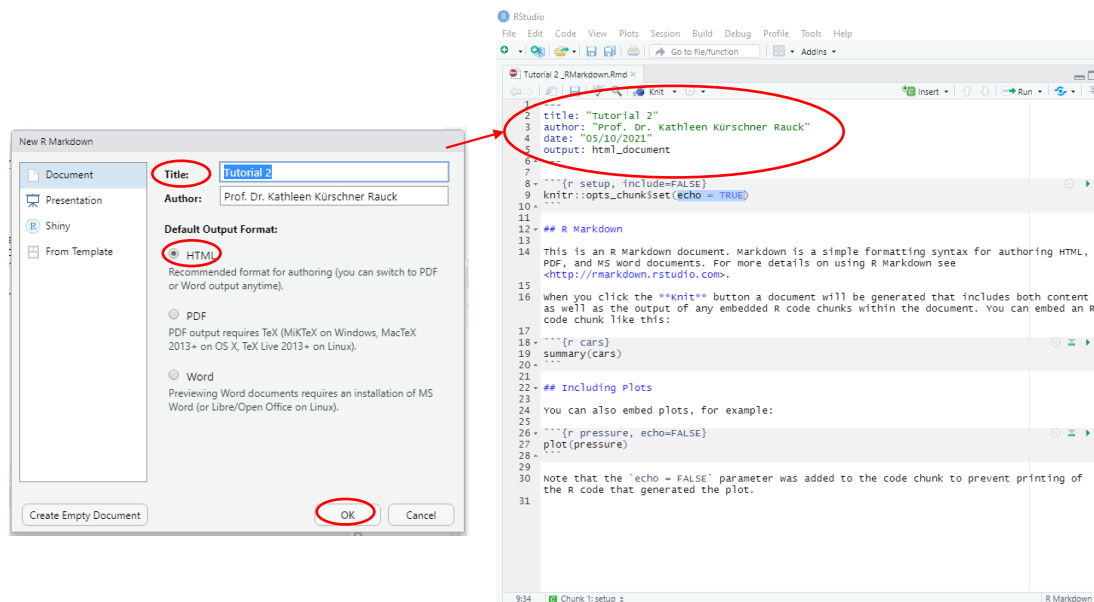 New R Markdown
Document
Presentation
Shiny
From Template
Title:
Tutorial 2
Author:
Prof. Dr. Kathleen Kürschner Rauck
Default Output Format:
HTML
Recommended format for authoring (you can switch to PDF
or Word output anytime).
PDF
PDF output requires TeX (MiKTeX on Windows, MacTeX
2013+ on OS X, TeX Live 2013+ on Linux).
Word
Previewing Word documents requires an installation of MS
Word (or Libre/Open Office on Linux).
Create Empty Document
OK
Cancel
R RStudio
File Edit Code View Plots Session Build Debug Profile Tools Help
Go to file/function
Addins
Tutorial 2 _RMarkdown.Rmd
Knit
Insert
Run
1 ---
2 title: "Tutorial 2"
3 author: "Prof. Dr. Kathleen Kürschner Rauck"
4 date: "05/10/2021"
5 output: html_document
6 ---
7
8 ```{r setup, include=FALSE}
9 knitr::opts_chunk$set(echo = TRUE)
10 ```
11
12 ## R Markdown
13
14 This is an R Markdown document. Markdown is a simple formatting syntax for authoring HTML,
PDF, and MS Word documents. For more details on using R Markdown see
<http://rmarkdown.rstudio.com>.
15
16 When you click the **Knit** button a document will be generated that includes both content
as well as the output of any embedded R code chunks within the document. You can embed an R
code chunk like this:
17
18 ```{r cars}
19 summary(cars)
20 ```
21
22 ## Including Plots
23
24 You can also embed plots, for example:
25
26 ```{r pressure, echo=FALSE}
27 plot(pressure)
28 ```
29
30 Note that the `echo = FALSE` parameter was added to the code chunk to prevent printing of
the R code that generated the plot.
31
9:34 Chunk 1: setup R Markdown